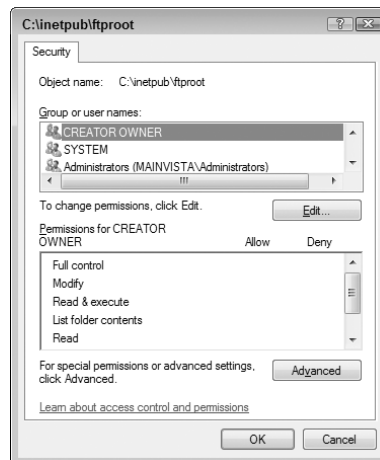 C:\inetpub\ftproot
Security
Object name: C:\inetpub\ftproot
Group or user names:
CREATOR OWNER
SYSTEM
Administrators (MAINVISTA\Administrators)
To change permissions, click Edit.
Edit...
Permissions for CREATOR
OWNER Allow Deny
Full control
Modify
Read & execute
List folder contents
Read
For special permissions or advanced settings,
click Advanced.
Advanced
Learn about access control and permissions
OK Cancel